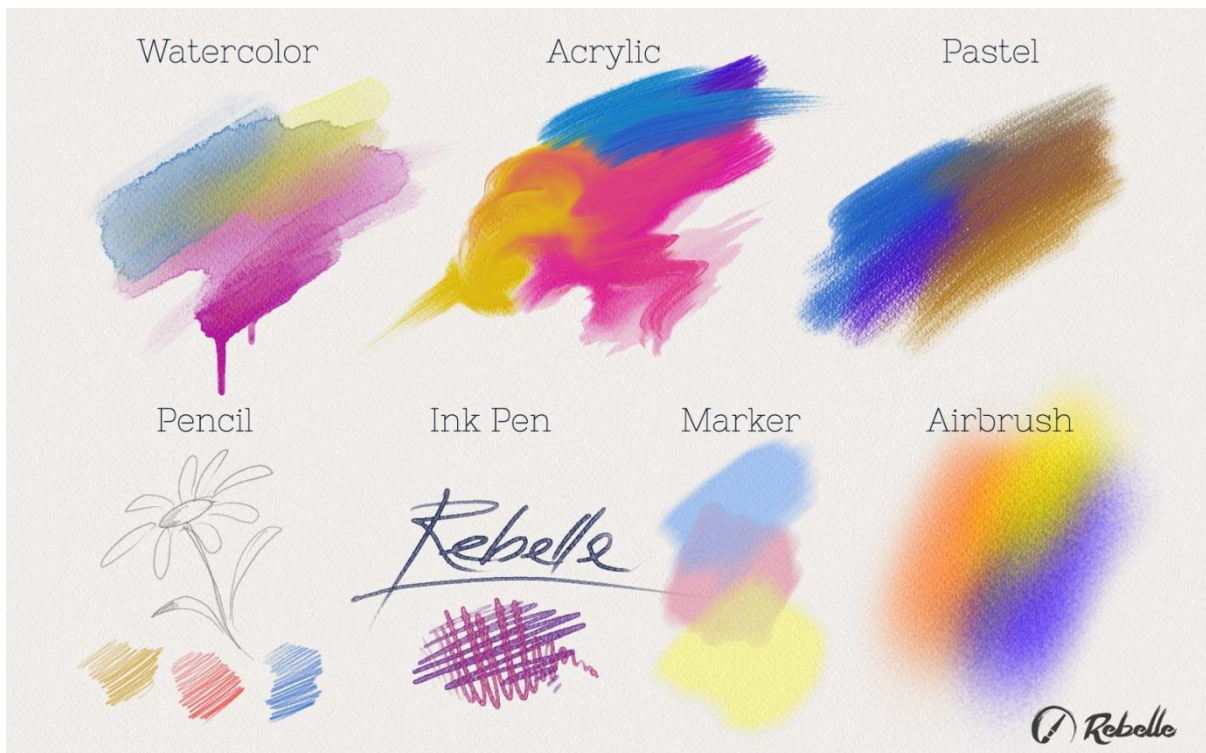 Watercolor
Acrylic
Pastel
Pencil
Ink Pen
Marker
Airbrush
Rebelle
Rebelle